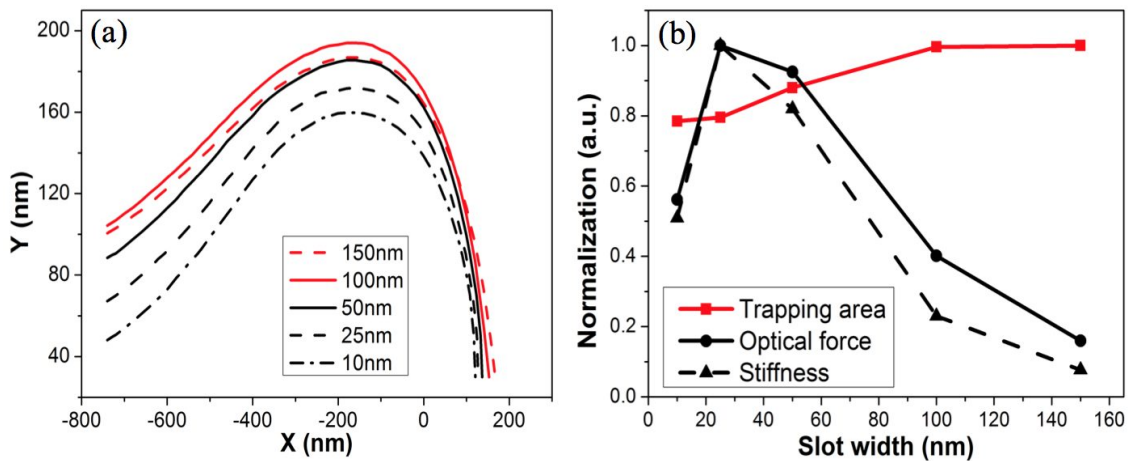 (a)
200
160
120
80
40
Y (nm)
-800
-600
-400
-200
0
200
X (nm)
150nm
100nm
50nm
25nm
10nm
(b)
1.0
0.8
0.6
0.4
0.2
0.0
Normalization (a.u.)
0
20
40
60
80
100
120
140
160
Slot width (nm)
Trapping area
Optical force
Stiffness